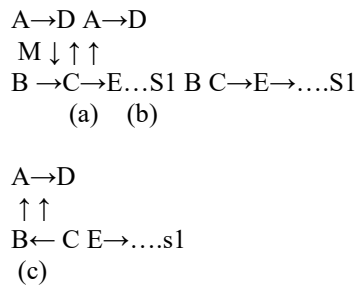 A→D A→D
M ↓ ↑ ↑
B →C→E…S1 B C→E→….S1
(a) (b)
A→D
↑ ↑
B← C E→….s1
(c)